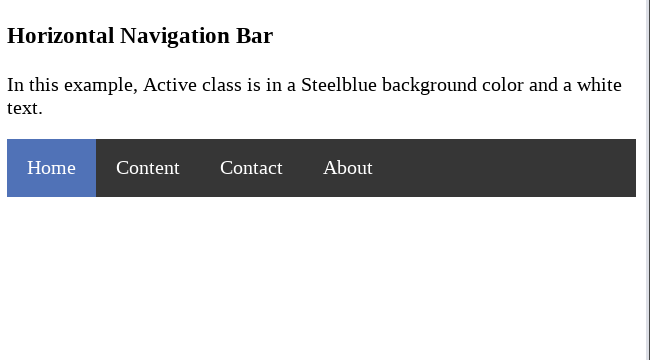 Horizontal Navigation Bar
In this example, Active class is in a Steelblue background color and a white
text.
Home Content Contact About